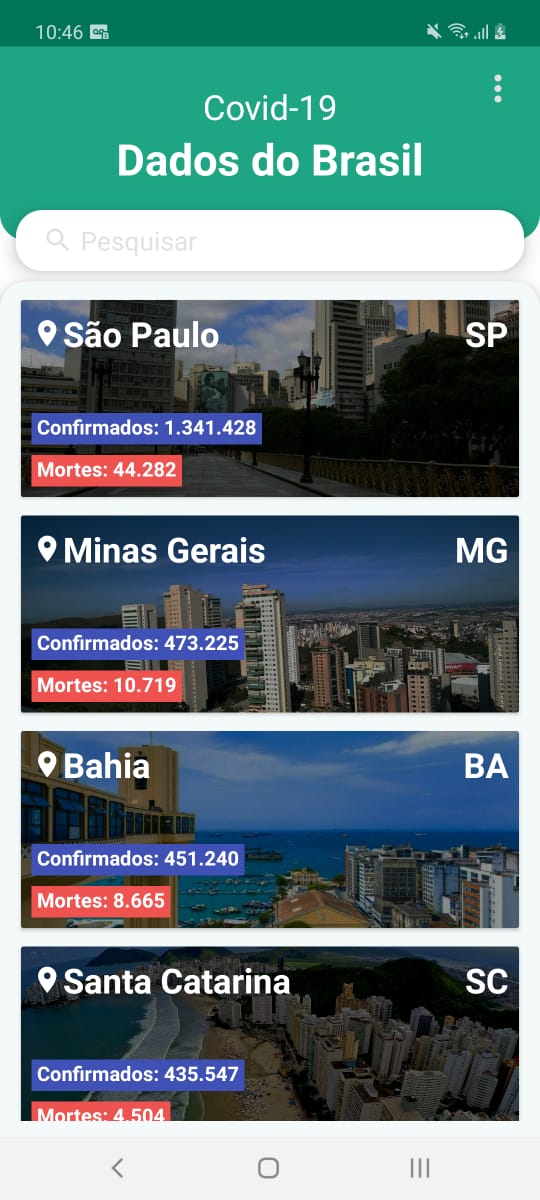 10:46
Covid-19
Dados do Brasil
Pesquisar
São Paulo SP
Confirmados: 1.341.428
Mortes: 44.282
Minas Gerais MG
Confirmados: 473.225
Mortes: 10.719
Bahia BA
Confirmados: 451.240
Mortes: 8.665
Santa Catarina SC
Confirmados: 435.547
Mortes: 4.504